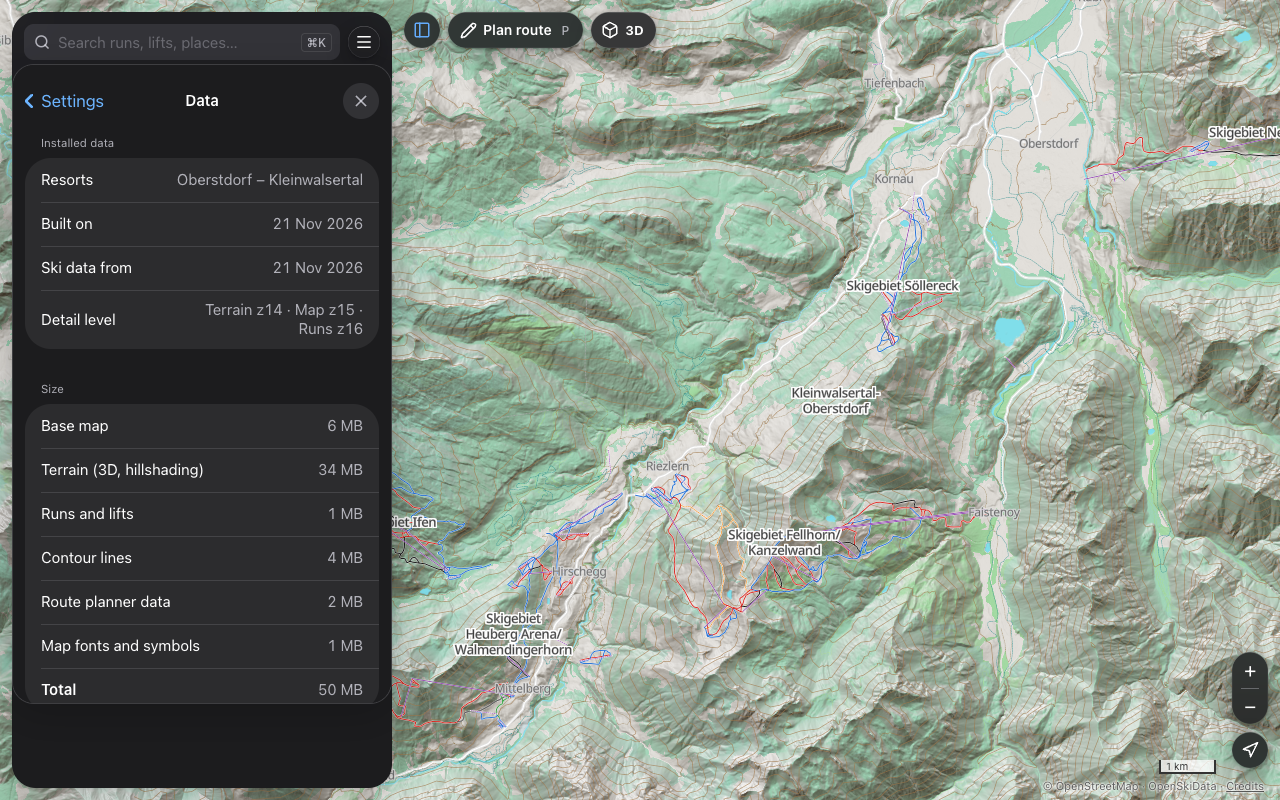 Search runs, lifts, places...
⌘K
Plan route P
3D
Settings
Data
Installed data
Resorts Oberstdorf – Kleinwalsertal
Built on 21 Nov 2026
Ski data from 21 Nov 2026
Detail level Terrain z14 · Map z15 ·
Runs z16
Size
Base map 6 MB
Terrain (3D, hillshading) 34 MB
Runs and lifts 1 MB
Contour lines 4 MB
Route planner data 2 MB
Map fonts and symbols 1 MB
Total 50 MB
Tiefenbach
Oberstdorf
Kornau
Skigebiet Söllereck
Kleinwalsertal-
Oberstdorf
Riezlern
Faistenoy
Skigebiet Fellhorn/
Kanzelwand
Hirschegg
Skigebiet
Heuberg Arena/
Walmendingerhorn
Mittelberg
Ifen
Skigebiet
1 km
© OpenStreetMap · OpenSkiData · Credits